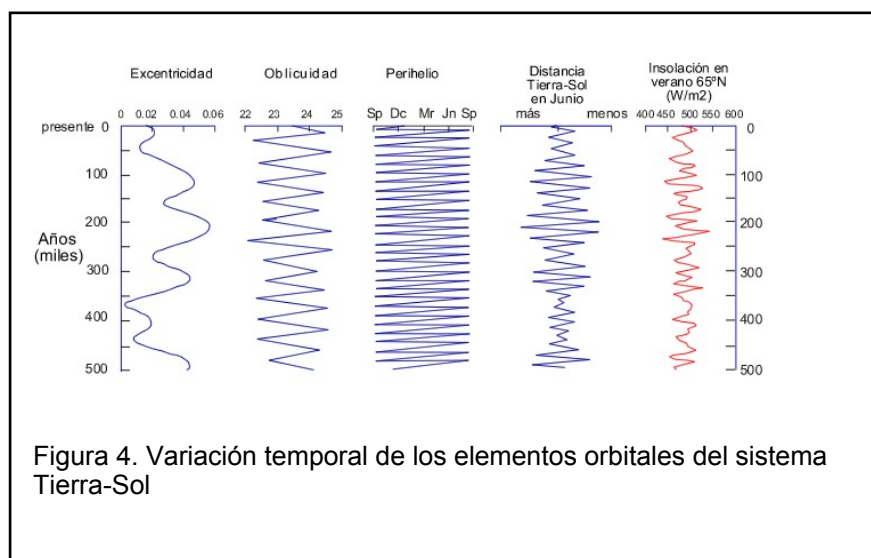 Excentricidad
Oblicuidad
Perihelio
Distancia
Tierra-Sol
en Junio
Insolación en
verano 65ºN
(W/m2)
0 0.02 0.04 0.06
22 23 24 25
Sp Dc Mr Jn Sp
más menos
400 450 500 550 600
presente 0
100
200
300
400
500
Años
(miles)
0
100
200
300
400
500
Figura 4. Variación temporal de los elementos orbitales del sistema
Tierra-Sol